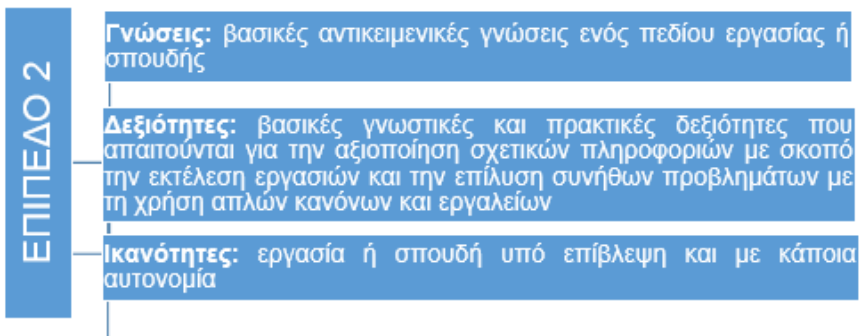 ΕΠΙΠΕΔΟ 2
Γνώσεις: βασικές αντικειμενικές γνώσεις ενός πεδίου εργασίας ή
σπουδής
Δεξιότητες: βασικές γνωστικές και πρακτικές δεξιότητες που
απαιτούνται για την αξιοποίηση σχετικών πληροφοριών με σκοπό
την εκτέλεση εργασιών και την επίλυση συνήθων προβλημάτων με
τη χρήση απλών κανόνων και εργαλείων
Ικανότητες: εργασία ή σπουδή υπό επίβλεψη και με κάποια
αυτονομία